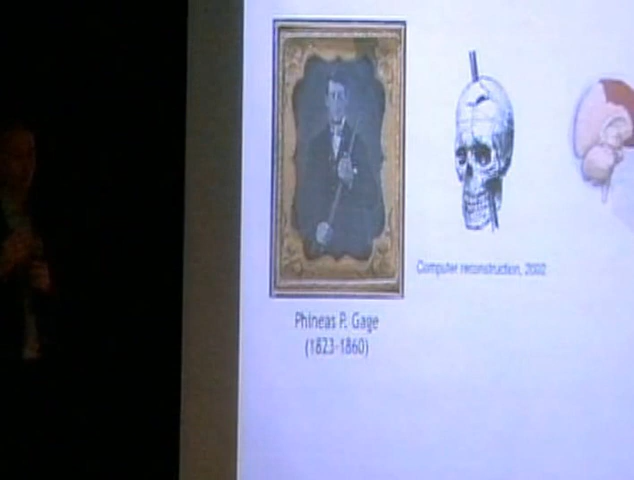 Computer reconstruction, 2002
Phineas P. Gage
(1823-1860)